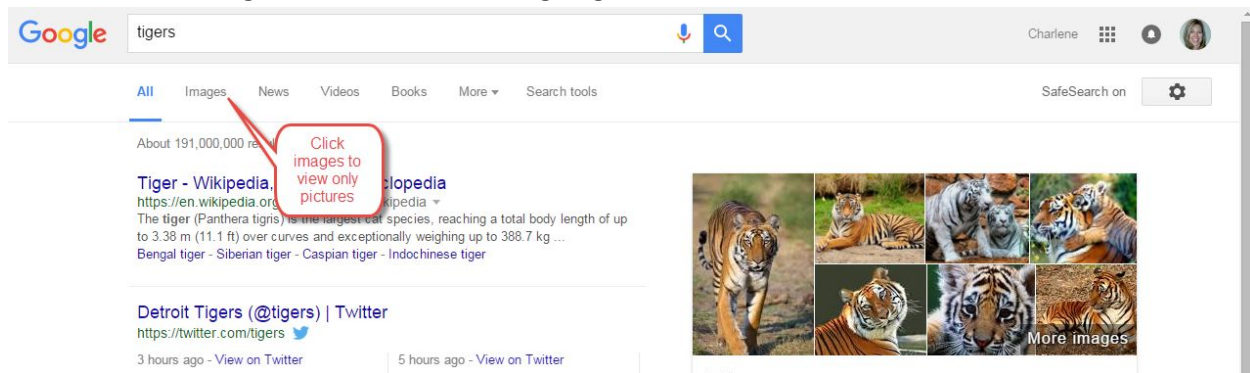 Google tigers Charlene
All Images News Videos Books More Search tools SafeSearch on
About 191,000,000
Click
images to
view only
pictures
Tiger - Wikipedia, clopedia
https://en.wikipedia.org kipedia
The tiger (Panthera tigris) is the largest cat species, reaching a total body length of up
to 3.38 m (11.1 ft) over curves and exceptionally weighing up to 388.7 kg ...
Bengal tiger - Siberian tiger - Caspian tiger - Indochinese tiger
More images
Detroit Tigers (@tigers) | Twitter
https://twitter.com/tigers
3 hours ago - View on Twitter
5 hours ago - View on Twitter